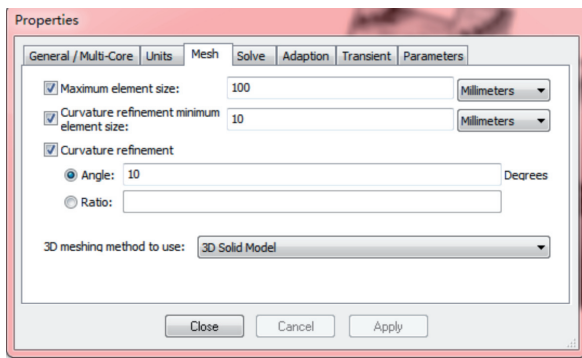 Properties
General / Multi-Core Units Mesh Solve Adaption Transient Parameters
Maximum element size: 100 Millimeters
Curvature refinement minimum
element size: 10 Millimeters
Curvature refinement
Angle: 10 Degrees
Ratio:
3D meshing method to use: 3D Solid Model
Close Cancel Apply